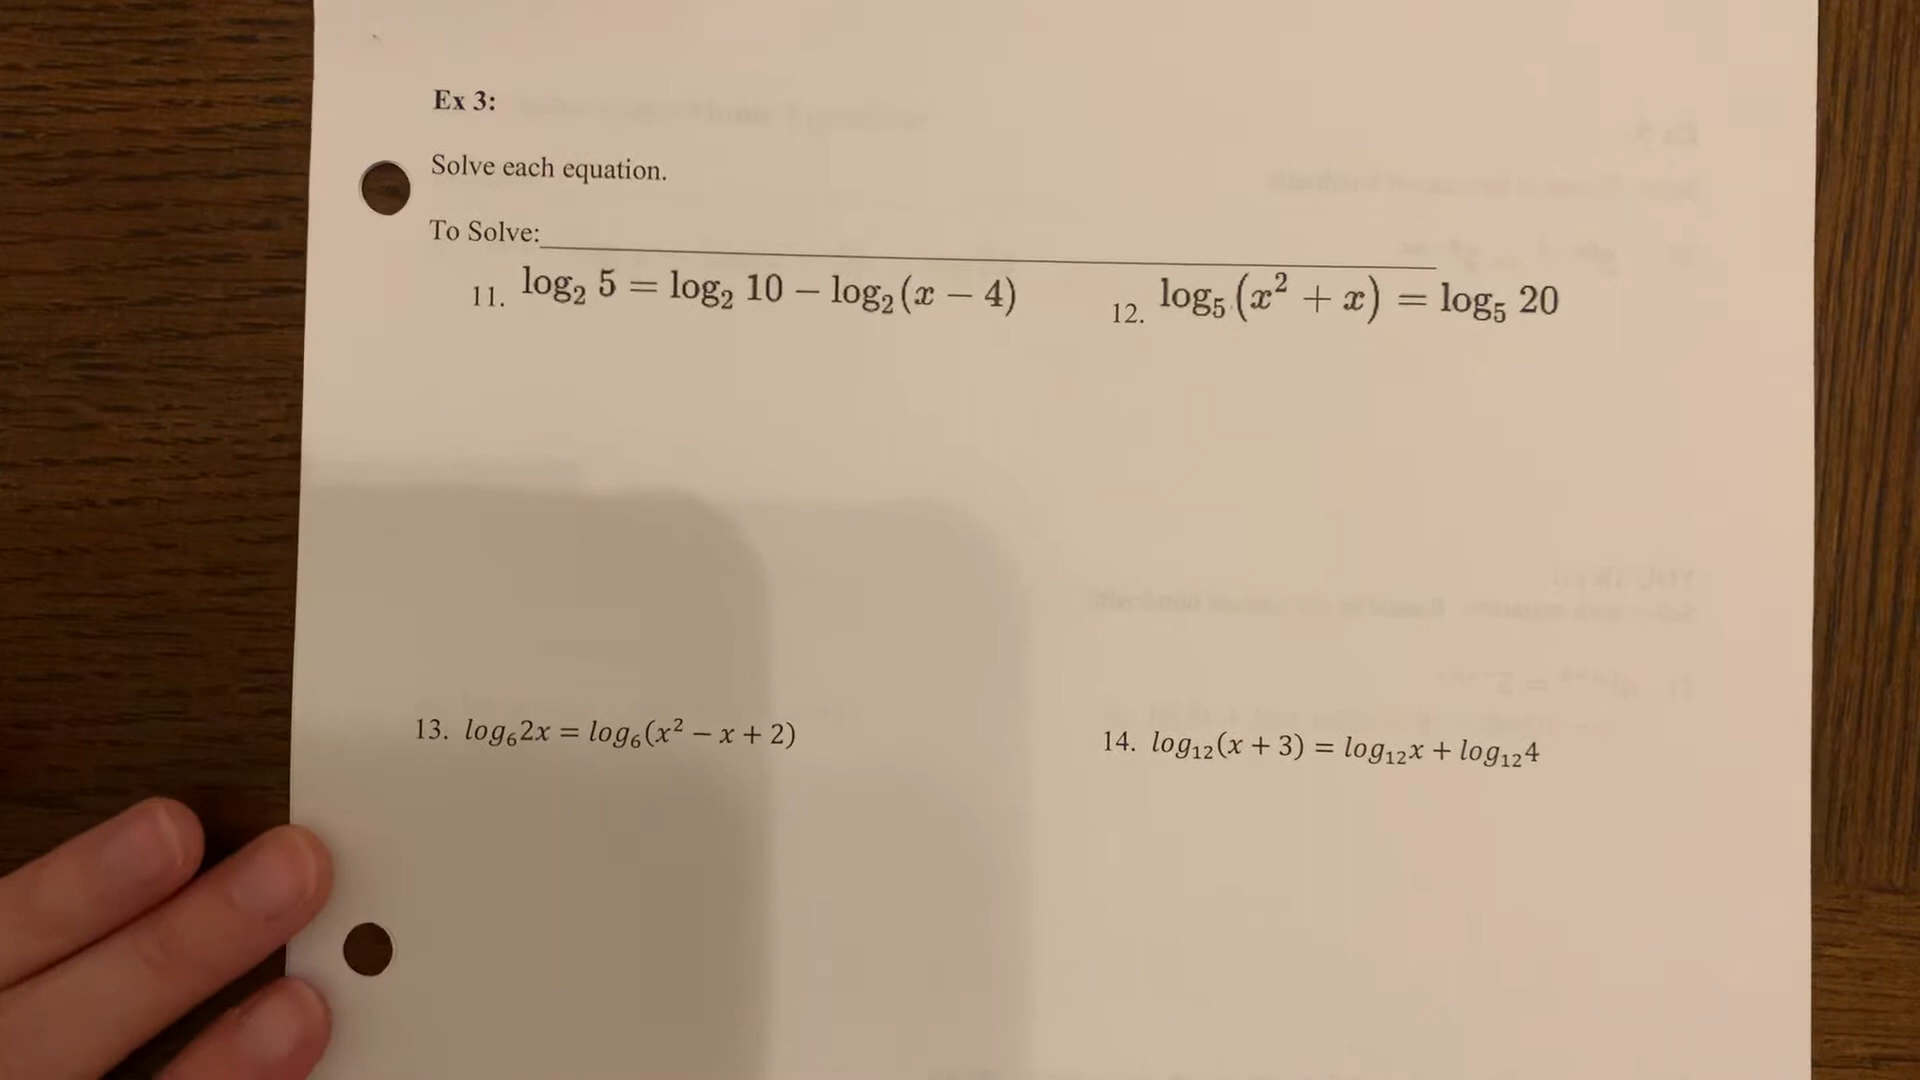 Ex 3:
Solve each equation.
To Solve:
11. log₂ 5 = log₂ 10 − log₂(x − 4)
12. log₅(x² + x) = log₅ 20
13. log₆2x = log₆(x² − x + 2)
14. log₁₂(x + 3) = log₁₂x + log₁₂4